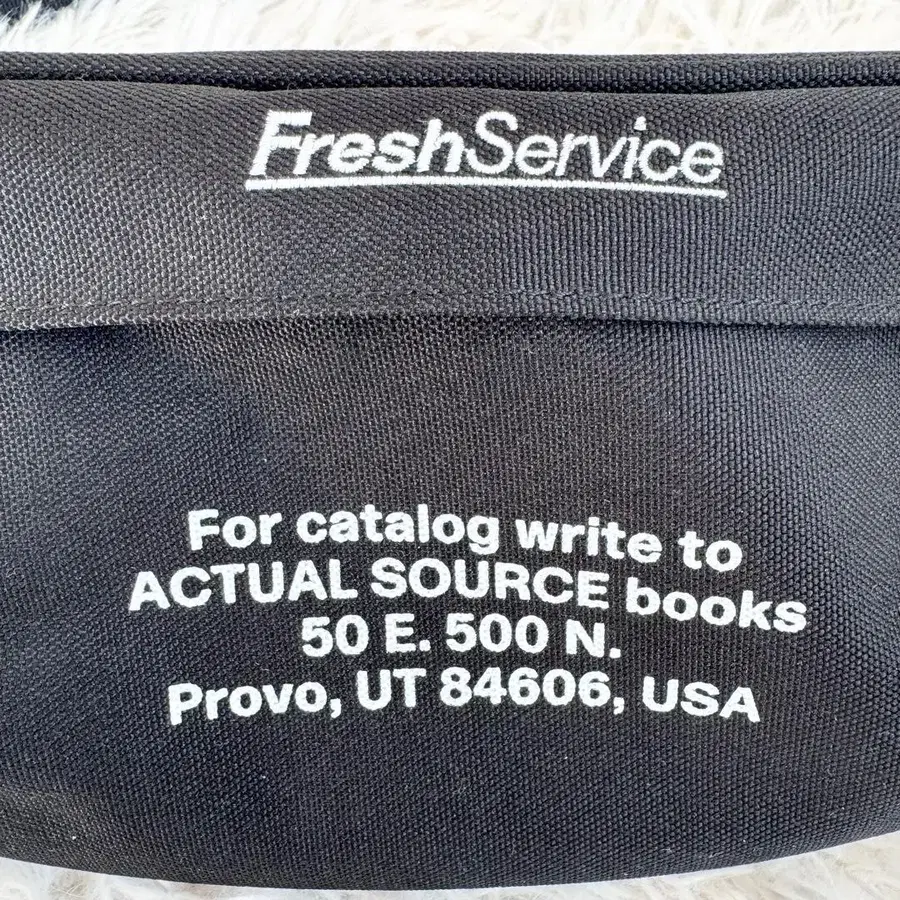 FreshService
For catalog write to
ACTUAL SOURCE books
50 E. 500 N.
Provo, UT 84606, USA